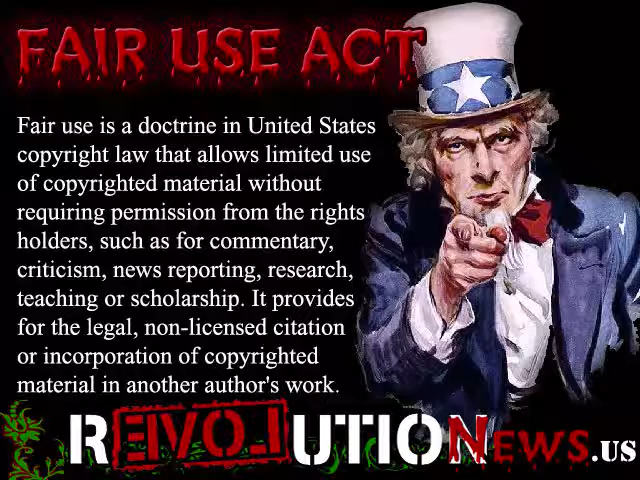 FAIR USE ACT
Fair use is a doctrine in United States
copyright law that allows limited use
of copyrighted material without
requiring permission from the rights
holders, such as for commentary,
criticism, news reporting, research,
teaching or scholarship. It provides
for the legal, non-licensed citation
or incorporation of copyrighted
material in another author's work.
REVOLUTIONEWS.US